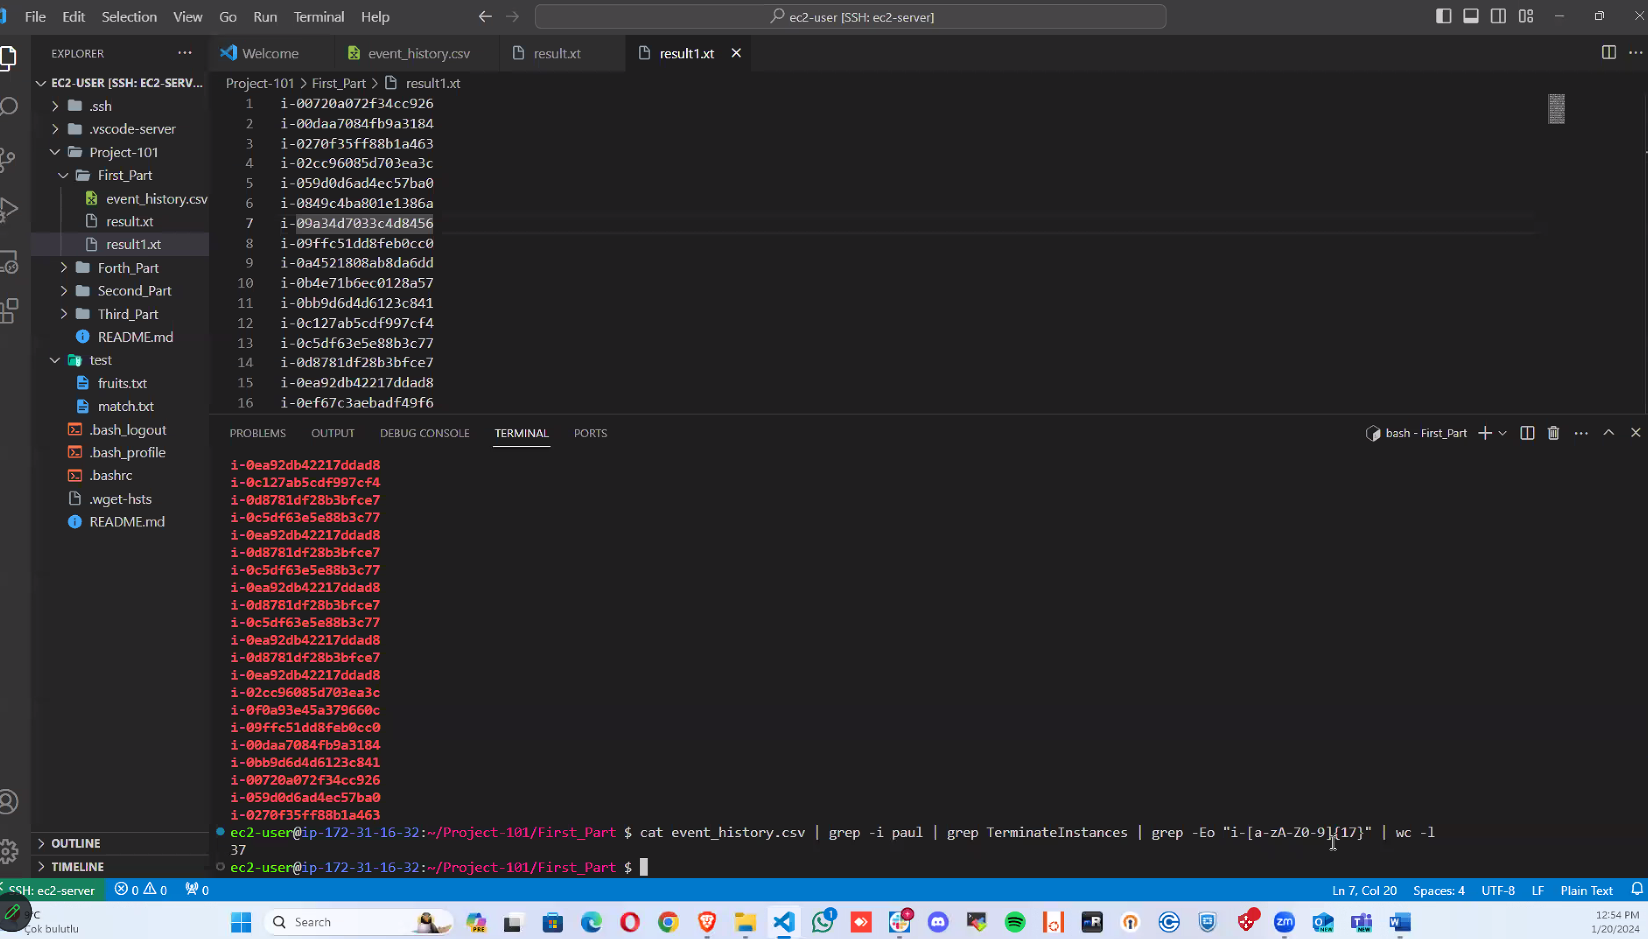 File Edit Selection View Go Run Terminal Help
ec2-user [SSH: ec2-server]
EXPLORER
Welcome
event_history.csv
result.xt
result1.xt
EC2-USER [SSH: EC2-SERV...
.ssh
.vscode-server
Project-101
First_Part
event_history.csv
result.xt
result1.xt
Forth_Part
Second_Part
Third_Part
README.md
test
fruits.txt
match.txt
.bash_logout
.bash_profile
.bashrc
.wget-hsts
README.md
OUTLINE
TIMELINE
Project-101 > First_Part > result1.xt
1 i-00720a072f34cc926
2 i-00daa7084fb9a3184
3 i-0270f35ff88b1a463
4 i-02cc96085d703ea3c
5 i-059d0d6ad4ec57ba0
6 i-0849c4ba801e1386a
7 i-09a34d7033c4d8456
8 i-09ffc51dd8feb0cc0
9 i-0a4521808ab8da6dd
10 i-0b4e71b6ec0128a57
11 i-0bb9d6d4d6123c841
12 i-0c127ab5cdf997cf4
13 i-0c5df63e5e88b3c77
14 i-0d8781df28b3bfce7
15 i-0ea92db42217ddad8
16 i-0ef67c3aebadf49f6
PROBLEMS OUTPUT DEBUG CONSOLE TERMINAL PORTS
bash - First_Part
i-0ea92db42217ddad8
i-0c127ab5cdf997cf4
i-0d8781df28b3bfce7
i-0c5df63e5e88b3c77
i-0ea92db42217ddad8
i-0d8781df28b3bfce7
i-0c5df63e5e88b3c77
i-0ea92db42217ddad8
i-0d8781df28b3bfce7
i-0c5df63e5e88b3c77
i-0ea92db42217ddad8
i-0d8781df28b3bfce7
i-0ea92db42217ddad8
i-02cc96085d703ea3c
i-0f0a93e45a379660c
i-09ffc51dd8feb0cc0
i-00daa7084fb9a3184
i-0bb9d6d4d6123c841
i-00720a072f34cc926
i-059d0d6ad4ec57ba0
i-0270f35ff88b1a463
ec2-user@ip-172-31-16-32:~/Project-101/First_Part $ cat event_history.csv | grep -i paul | grep TerminateInstances | grep -Eo "i-[a-zA-Z0-9]{17}" | wc -l
37
ec2-user@ip-172-31-16-32:~/Project-101/First_Part $
SSH: ec2-server 0 0 0 Ln 7, Col 20 Spaces: 4 UTF-8 LF Plain Text
Çok bulutlu
Search
12:54 PM
1/20/2024